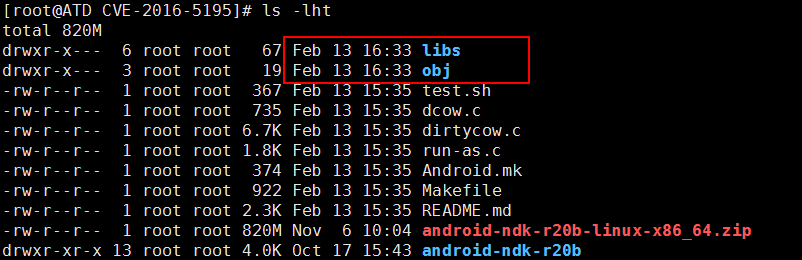 [root@ATD CVE-2016-5195]# ls -lht
total 820M
drwxr-x--- 6 root root 67 Feb 13 16:33 libs
drwxr-x--- 3 root root 19 Feb 13 16:33 obj
-rw-r--r-- 1 root root 367 Feb 13 15:35 test.sh
-rw-r--r-- 1 root root 735 Feb 13 15:35 dcow.c
-rw-r--r-- 1 root root 6.7K Feb 13 15:35 dirtycow.c
-rw-r--r-- 1 root root 1.8K Feb 13 15:35 run-as.c
-rw-r--r-- 1 root root 374 Feb 13 15:35 Android.mk
-rw-r--r-- 1 root root 922 Feb 13 15:35 Makefile
-rw-r--r-- 1 root root 2.3K Feb 13 15:35 README.md
-rw-r--r-- 1 root root 820M Nov 6 10:04 android-ndk-r20b-linux-x86_64.zip
drwxr-xr-x 13 root root 4.0K Oct 17 15:43 android-ndk-r20b